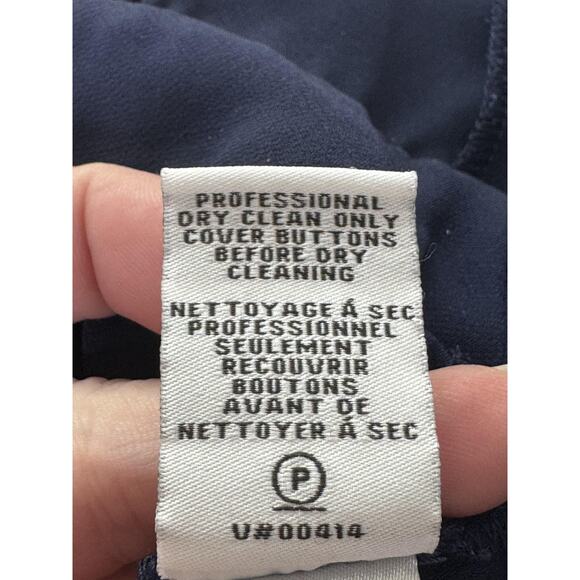 PROFESSIONAL
DRY CLEAN ONLY
COVER BUTTONS
BEFORE DRY
CLEANING
NETTOYAGE Á SEC
PROFESSIONNEL
SEULEMENT
RECOUVRIR
BOUTONS
AVANT DE
NETTOYER Á SEC
P
U#00414